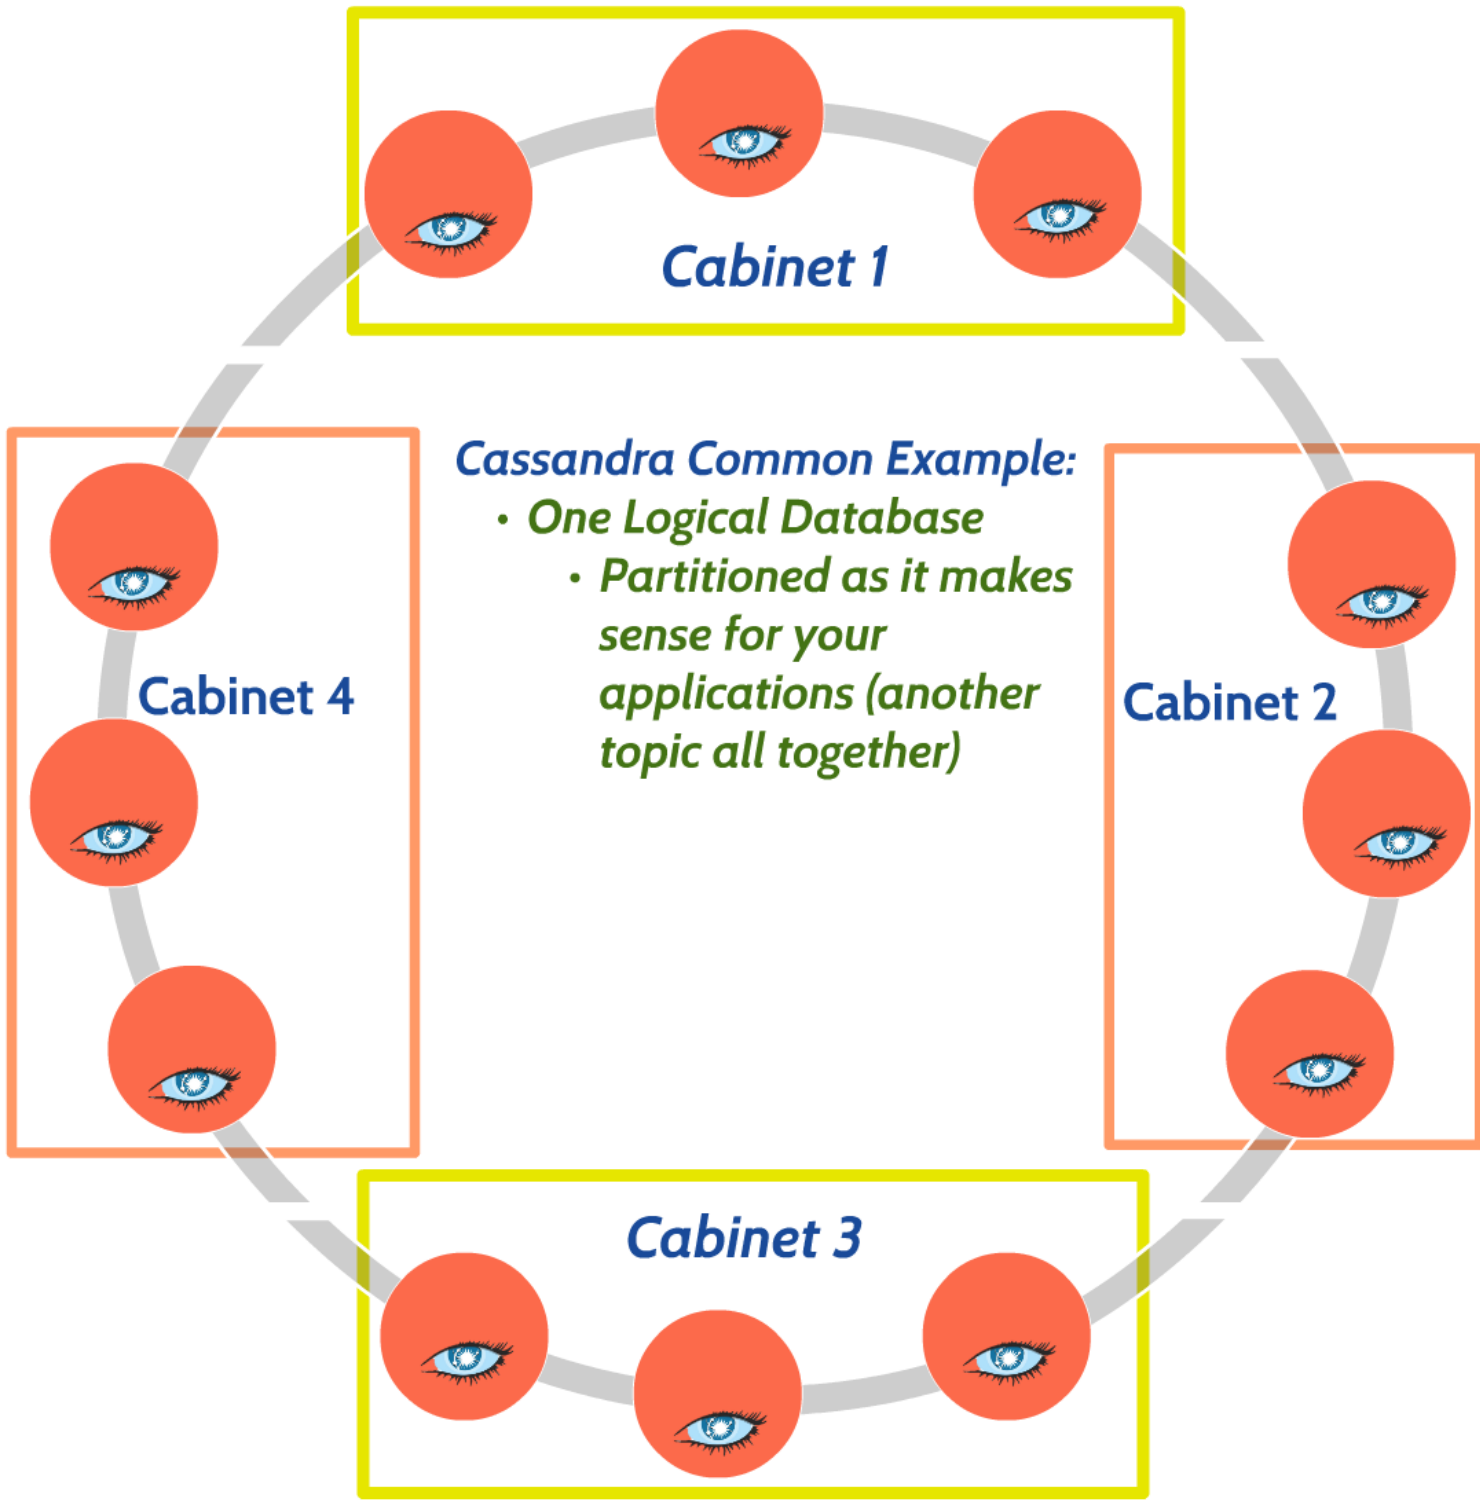 Cabinet 1
Cassandra Common Example:
• One Logical Database
• Partitioned as it makes
sense for your
applications (another
topic all together)
Cabinet 4
Cabinet 2
Cabinet 3